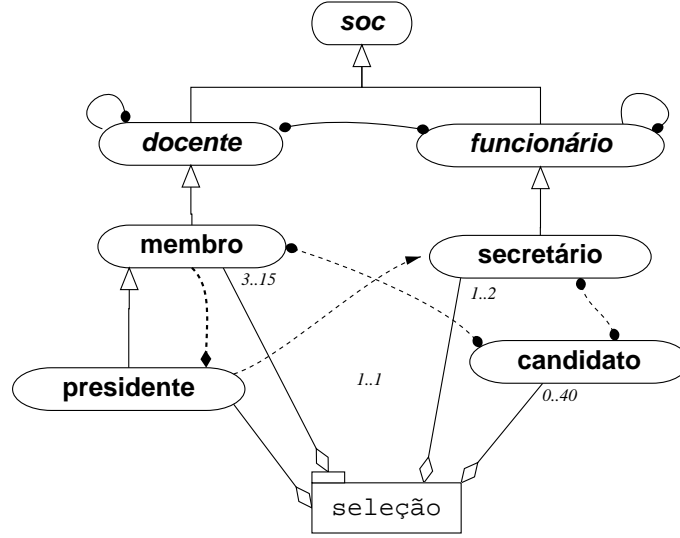 soc
docente
funcionário
membro
secretário
3..15
1..2
candidato
presidente
1..1
0..40
seleção